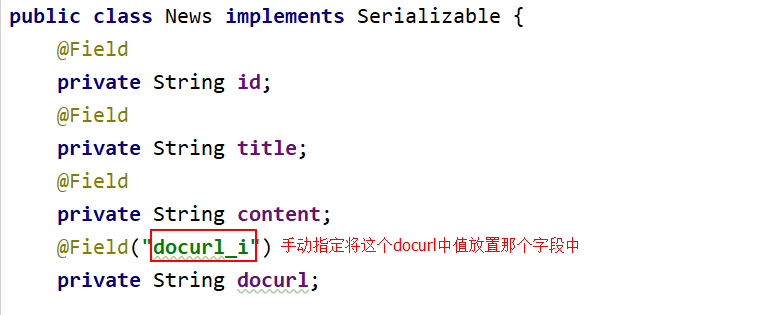 public class News implements Serializable {
@Field
private String id;
@Field
private String title;
@Field
private String content;
@Field("docurl_i") 手动指定将这个docurl中值放置那个字段中
private String docurl;